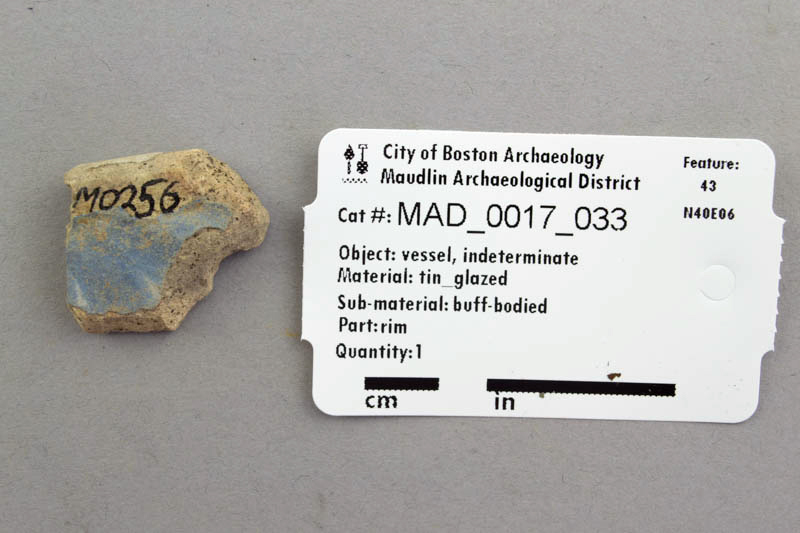 MO256
City of Boston Archaeology
Maudlin Archaeological District
Feature:
43
N40E06
Cat #: MAD_0017_033
Object: vessel, indeterminate
Material: tin_glazed
Sub-material: buff-bodied
Part: rim
Quantity: 1
cm
in